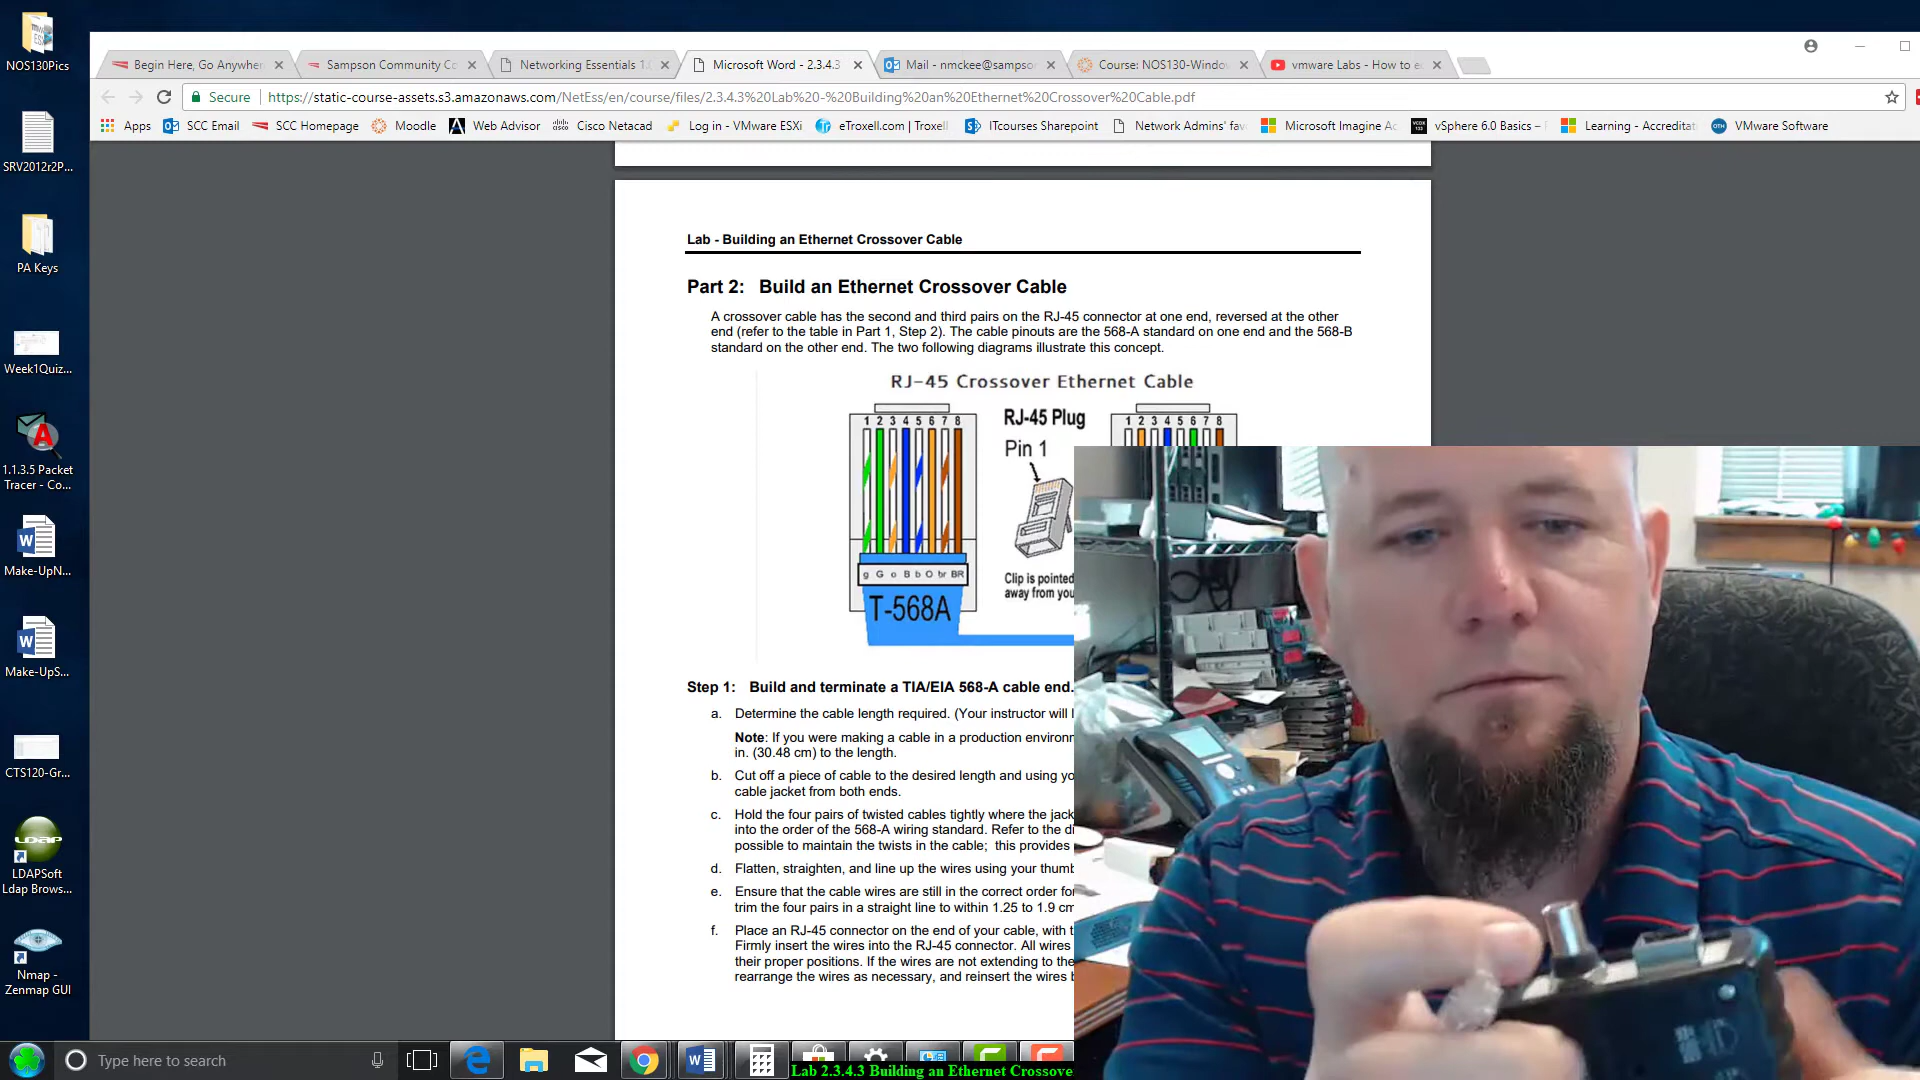 NOS130Pics
SRV2012r2P...
PA Keys
Week1Quiz...
1.1.3.5 Packet
Tracer - Co...
Make-UpN...
Make-UpS...
CTS120-Gr...
LDAPSoft
Ldap Brows...
Nmap -
Zenmap GUI
Begin Here, Go Anywher
Sampson Community Co
Networking Essentials 1.0
Microsoft Word - 2.3.4.3
Mail - nmckee@sampso
Course: NOS130-Window
vmware Labs - How to e
Secure https://static-course-assets.s3.amazonaws.com/NetEss/en/course/files/2.3.4.3%20Lab%20-%20Building%20an%20Ethernet%20Crossover%20Cable.pdf
Apps SCC Email SCC Homepage Moodle Web Advisor Cisco Netacad Log in - VMware ESXi eTroxell.com | Troxell ITcourses Sharepoint Network Admins' fav Microsoft Imagine Ac vSphere 6.0 Basics – Learning - Accreditat VMware Software
Lab - Building an Ethernet Crossover Cable
Part 2: Build an Ethernet Crossover Cable
A crossover cable has the second and third pairs on the RJ-45 connector at one end, reversed at the other
end (refer to the table in Part 1, Step 2). The cable pinouts are the 568-A standard on one end and the 568-B
standard on the other end. The two following diagrams illustrate this concept.
RJ-45 Crossover Ethernet Cable
1 2 3 4 5 6 7 8
RJ-45 Plug
Pin 1
1 2 3 4 5 6 7 8
Clip is pointed
away from you
g G o B b O br BR
T-568A
Step 1: Build and terminate a TIA/EIA 568-A cable end.
a. Determine the cable length required. (Your instructor will l
Note: If you were making a cable in a production environm
in. (30.48 cm) to the length.
b. Cut off a piece of cable to the desired length and using yo
cable jacket from both ends.
c. Hold the four pairs of twisted cables tightly where the jack
into the order of the 568-A wiring standard. Refer to the di
possible to maintain the twists in the cable; this provides
d. Flatten, straighten, and line up the wires using your thumb
e. Ensure that the cable wires are still in the correct order for
trim the four pairs in a straight line to within 1.25 to 1.9 cm
f. Place an RJ-45 connector on the end of your cable, with t
Firmly insert the wires into the RJ-45 connector. All wires
their proper positions. If the wires are not extending to the
rearrange the wires as necessary, and reinsert the wires b
Type here to search
Lab 2.3.4.3 Building an Ethernet Crossove